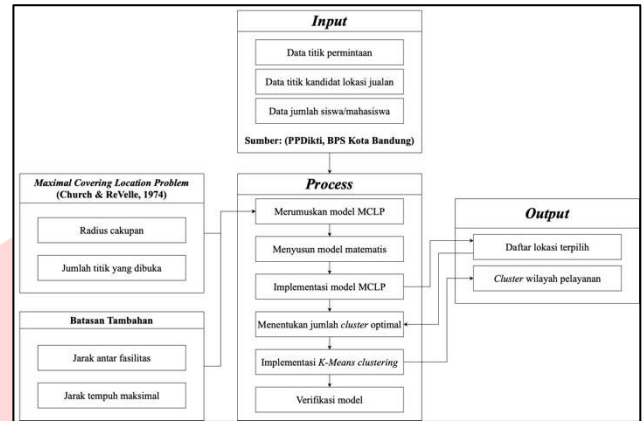 Input
Data titik permintaan
Data titik kandidat lokasi jualan
Data jumlah siswa/mahasiswa
Sumber: (PPDikti, BPS Kota Bandung)
Maximal Covering Location Problem
(Church & ReVelle, 1974)
Radius cakupan
Jumlah titik yang dibuka
Batasan Tambahan
Jarak antar fasilitas
Jarak tempuh maksimal
Process
Merumuskan model MCLP
Menyusun model matematis
Implementasi model MCLP
Menentukan jumlah cluster optimal
Implementasi K-Means clustering
Verifikasi model
Output
Daftar lokasi terpilih
Cluster wilayah pelayanan